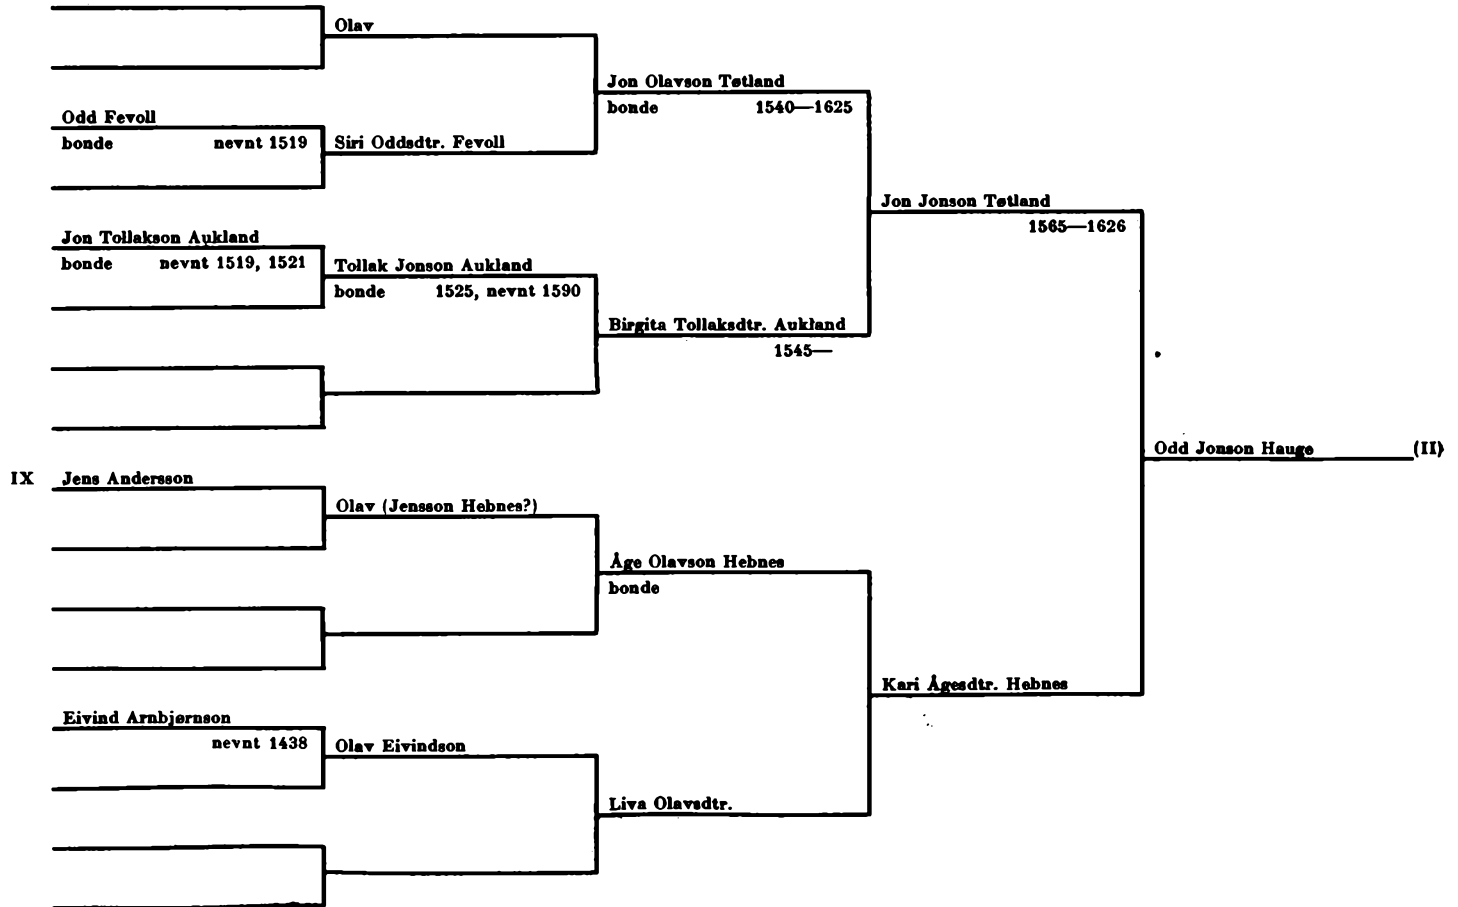 Olav
Jon Olavson Tøtland
bonde 1540—1625
Odd Fevoll
bonde nevnt 1519
Siri Oddsdtr. Fevoll
Jon Jonson Tøtland
1565—1626
Jon Tollakson Aukland
bonde nevnt 1519, 1521
Tollak Jonson Aukland
bonde 1525, nevnt 1590
Birgita Tollaksdtr. Aukland
1545—
Odd Jonson Hauge (II)
IX Jens Andersson
Olav (Jensson Hebnes?)
Åge Olavson Hebnes
bonde
Kari Ågesdtr. Hebnes
Eivind Arnbjørnson
nevnt 1438
Olav Eivindson
Liva Olavsdtr.